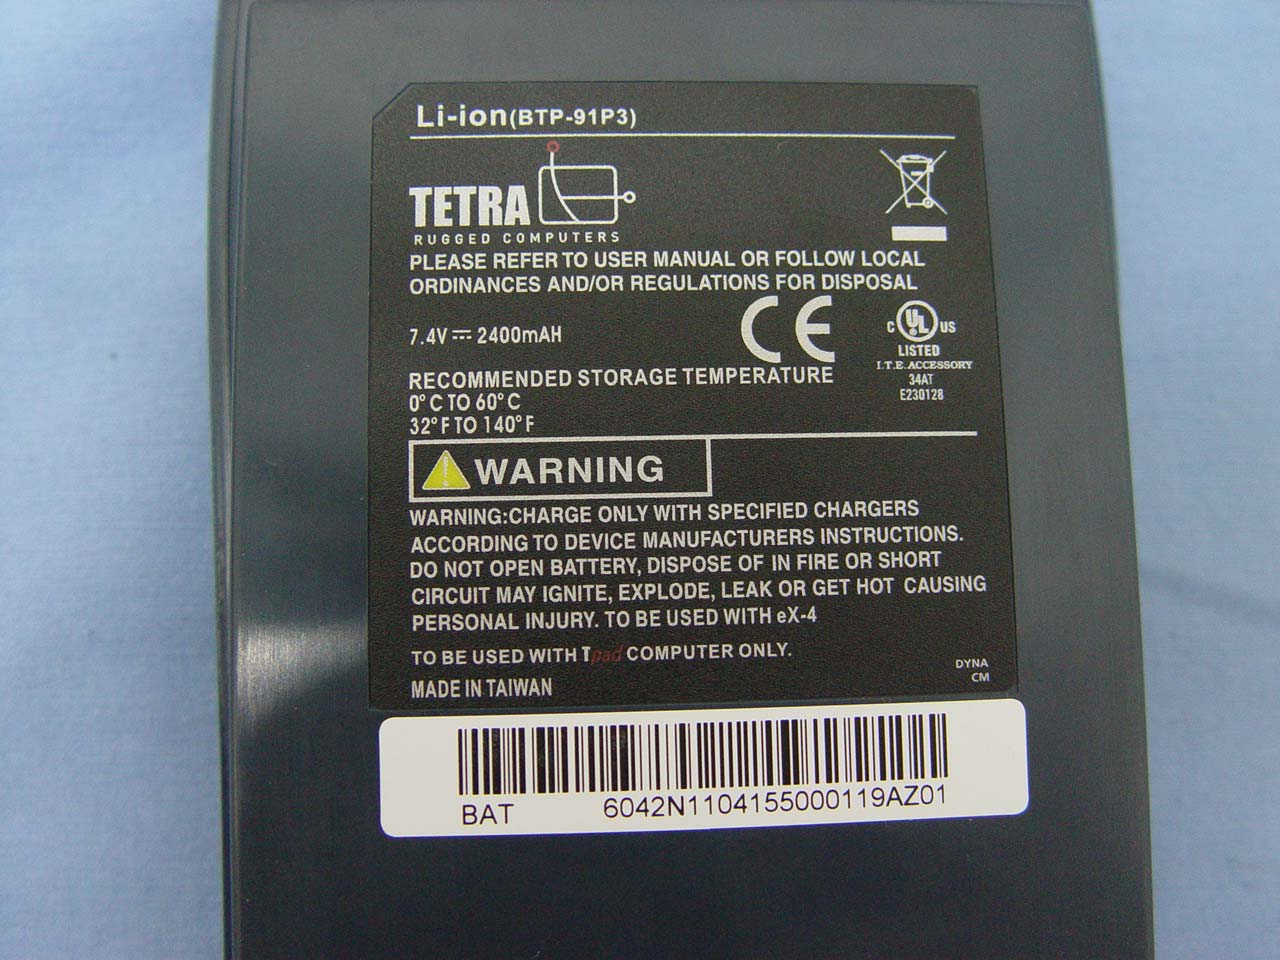 Li-ion(BTP-91P3)
TETRA
RUGGED COMPUTERS
PLEASE REFER TO USER MANUAL OR FOLLOW LOCAL
ORDINANCES AND/OR REGULATIONS FOR DISPOSAL
7.4V 2400mAH
CE
C UL US
LISTED
I.T.E. ACCESSORY
34AT
E230128
RECOMMENDED STORAGE TEMPERATURE
0°C TO 60°C
32°F TO 140°F
WARNING
WARNING:CHARGE ONLY WITH SPECIFIED CHARGERS
ACCORDING TO DEVICE MANUFACTURERS INSTRUCTIONS.
DO NOT OPEN BATTERY, DISPOSE OF IN FIRE OR SHORT
CIRCUIT MAY IGNITE, EXPLODE, LEAK OR GET HOT CAUSING
PERSONAL INJURY. TO BE USED WITH eX-4
TO BE USED WITH Tpad COMPUTER ONLY.
MADE IN TAIWAN
DYNA
CM
BAT 6042N1104155000119AZ01